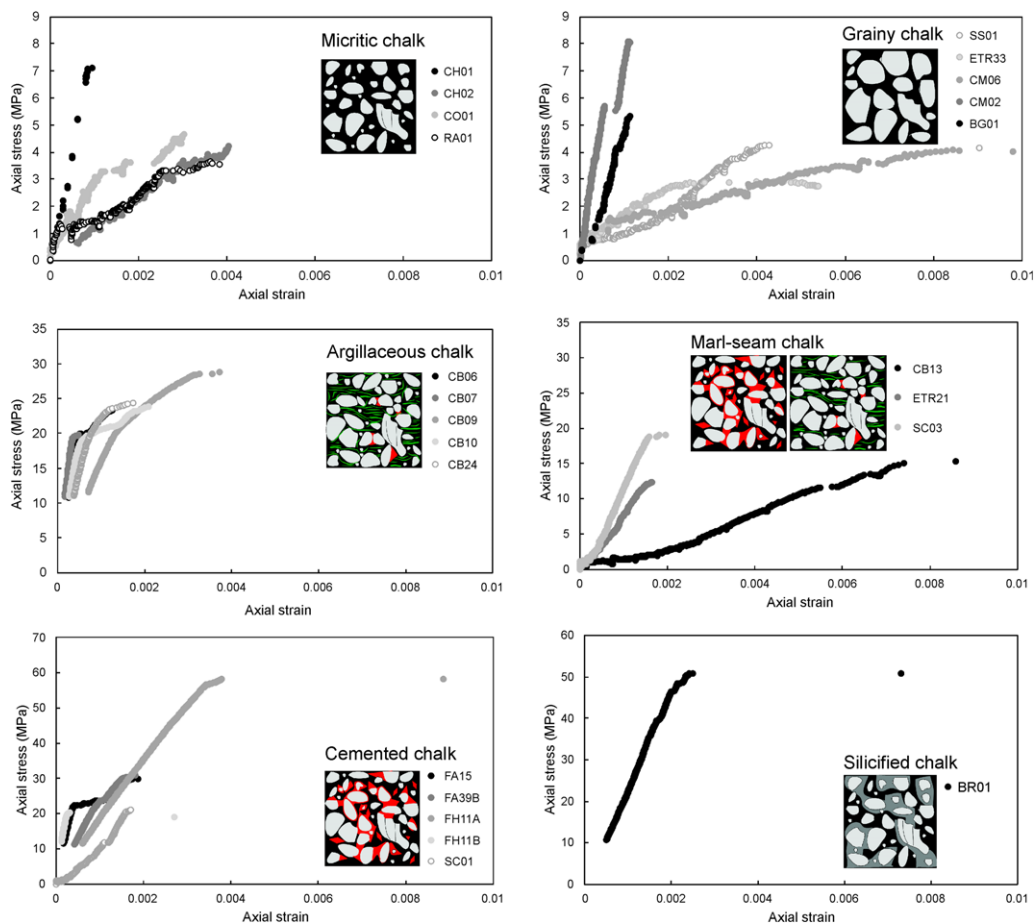 Micritic chalk
CH01
CH02
CO01
RA01
Axial stress (MPa)
9
8
7
6
5
4
3
2
1
0
0
0.002
0.004
0.006
0.008
0.01
Axial strain
Grainy chalk
SS01
ETR33
CM06
CM02
BG01
Axial stress (MPa)
9
8
7
6
5
4
3
2
1
0
0
0.002
0.004
0.006
0.008
0.01
Axial strain
Argillaceous chalk
CB06
CB07
CB09
CB10
CB24
Axial stress (MPa)
35
30
25
20
15
10
5
0
0
0.002
0.004
0.006
0.008
0.01
Axial strain
Marl-seam chalk
CB13
ETR21
SC03
Axial stress (MPa)
35
30
25
20
15
10
5
0
0
0.002
0.004
0.006
0.008
0.01
Axial strain
Cemented chalk
FA15
FA39B
FH11A
FH11B
SC01
Axial stress (MPa)
70
60
50
40
30
20
10
0
0
0.002
0.004
0.006
0.008
0.01
Axial strain
Silicified chalk
BR01
Axial stress (MPa)
60
50
40
30
20
10
0
0
0.002
0.004
0.006
0.008
0.01
Axial strain